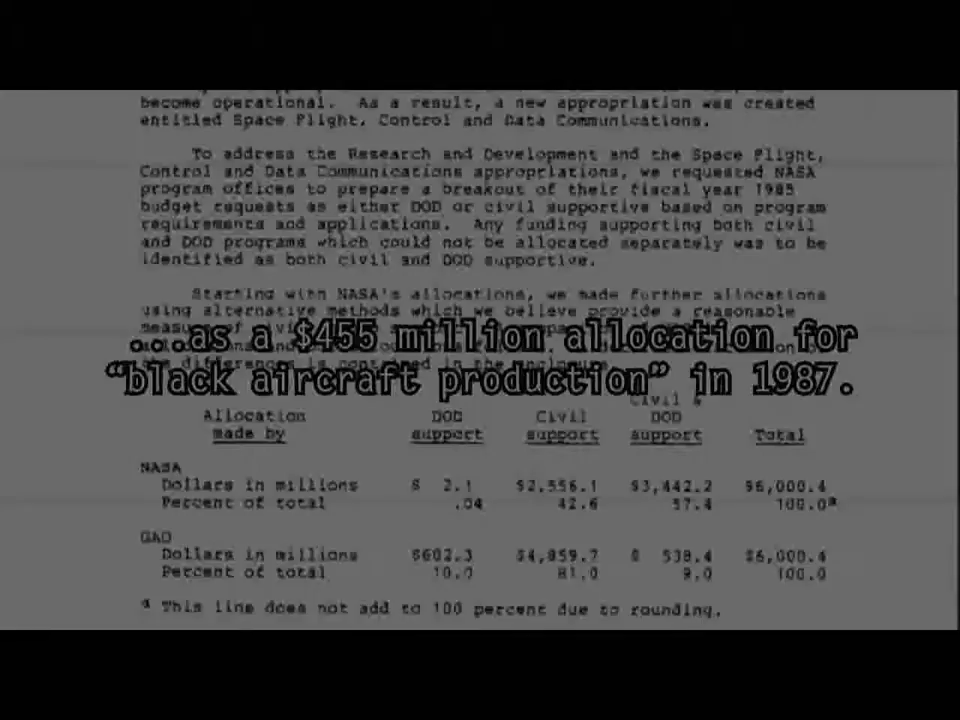 become operational. As a result, a new appropriation was created
entitled Space Flight, Control and Data Communications.
To address the Research and Development and the Space Flight,
Control and Data Communications appropriations, we requested NASA
program offices to prepare a breakout of their fiscal year 1985
budget requests as either DOD or civil supportive based on program
requirements and applications. Any funding supporting both civil
and DOD programs which could not be allocated separately was to be
identified as both civil and DOD supportive.
Starting with NASA's allocations, we made further allocations
using alternative methods which we believe provide a reasonable
...as a $455 million allocation for
the differences is contained in the enclosure.
“black aircraft production” in 1987.
Civil &
Allocation DOD Civil DOD
made by support support support Total
NASA
Dollars in millions $ 2.1 $2,556.1 $3,442.2 $6,000.4
Percent of total .04 42.6 57.4 100.0a
GAO
Dollars in millions $602.3 $4,859.7 $ 538.4 $6,000.4
Percent of total 10.0 81.0 9.0 100.0
a This line does not add to 100 percent due to rounding.